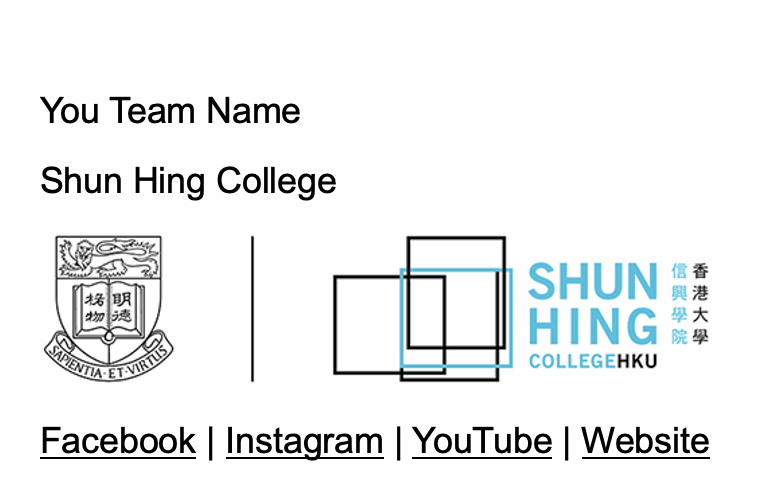 You Team Name
Shun Hing College
明德
格物
SAPIENTIA·ET·VIRTUS
SHUN
HING
COLLEGEHKU
香港大學
信興學院
Facebook | Instagram | YouTube | Website